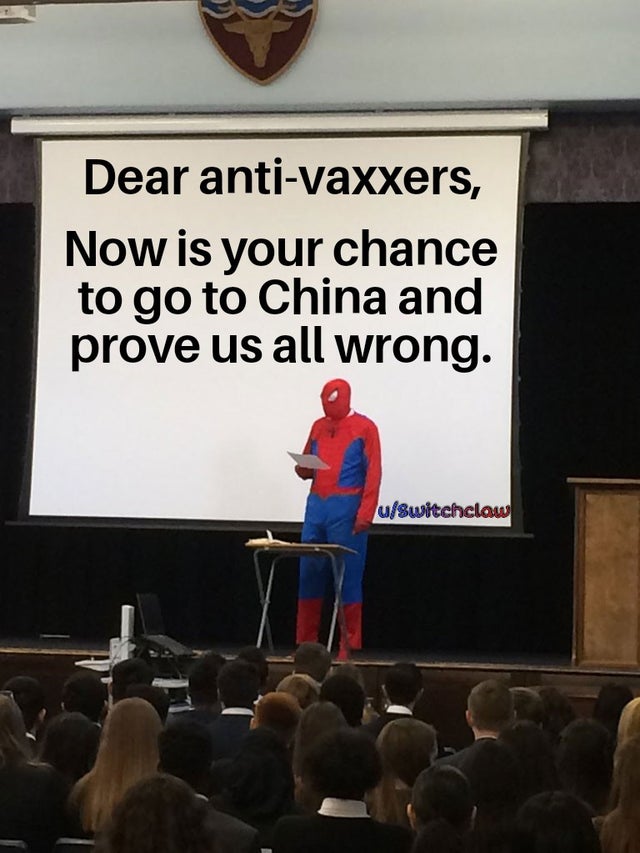 Dear anti-vaxxers,
Now is your chance
to go to China and
prove us all wrong.
u/Switchclaw